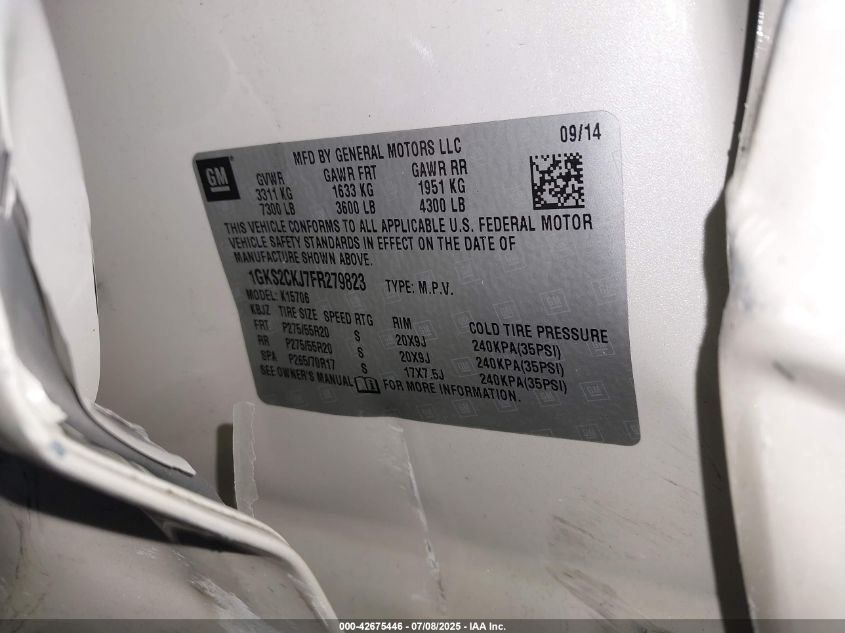 GM
MFD BY GENERAL MOTORS LLC
09/14
GVWR GAWR FRT GAWR RR
3311 KG 1633 KG 1951 KG
7300 LB 3600 LB 4300 LB
THIS VEHICLE CONFORMS TO ALL APPLICABLE U.S. FEDERAL MOTOR
VEHICLE SAFETY STANDARDS IN EFFECT ON THE DATE OF
MANUFACTURE SHOWN ABOVE.
1GKS2CKJ7FR279823 TYPE: M.P.V.
MODEL: K15706
KBJZ TIRE SIZE SPEED RTG RIM COLD TIRE PRESSURE
FRT P275/55R20 S 20X9J 240KPA(35PSI)
RR P275/55R20 S 20X9J 240KPA(35PSI)
SPA P265/70R17 S 17X7.5J 240KPA(35PSI)
SEE OWNER'S MANUAL FOR MORE INFORMATION.
000-42675446 - 07/08/2025 - IAA Inc.